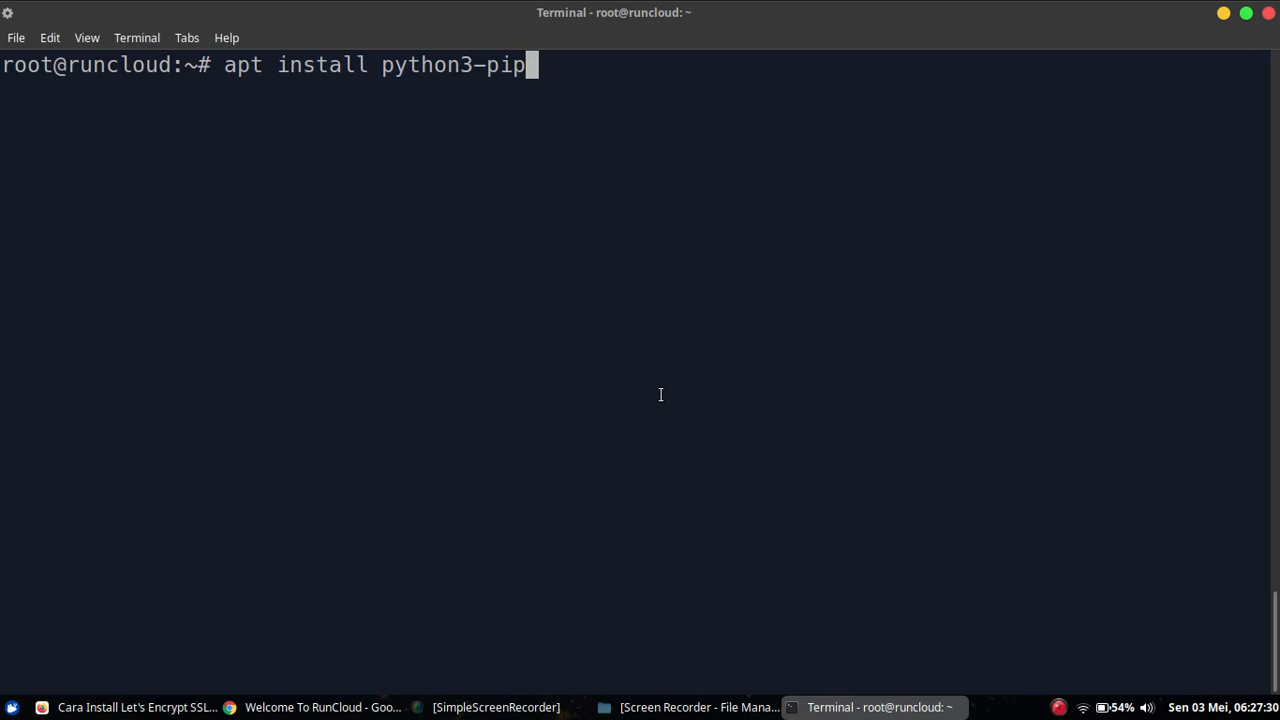 Terminal - root@runcloud: ~
File Edit View Terminal Tabs Help
root@runcloud:~# apt install python3-pip
Cara Install Let's Encrypt SSL... Welcome To RunCloud - Goo... [SimpleScreenRecorder] [Screen Recorder - File Mana... Terminal - root@runcloud: ~ 54% Sen 03 Mei, 06:27:30